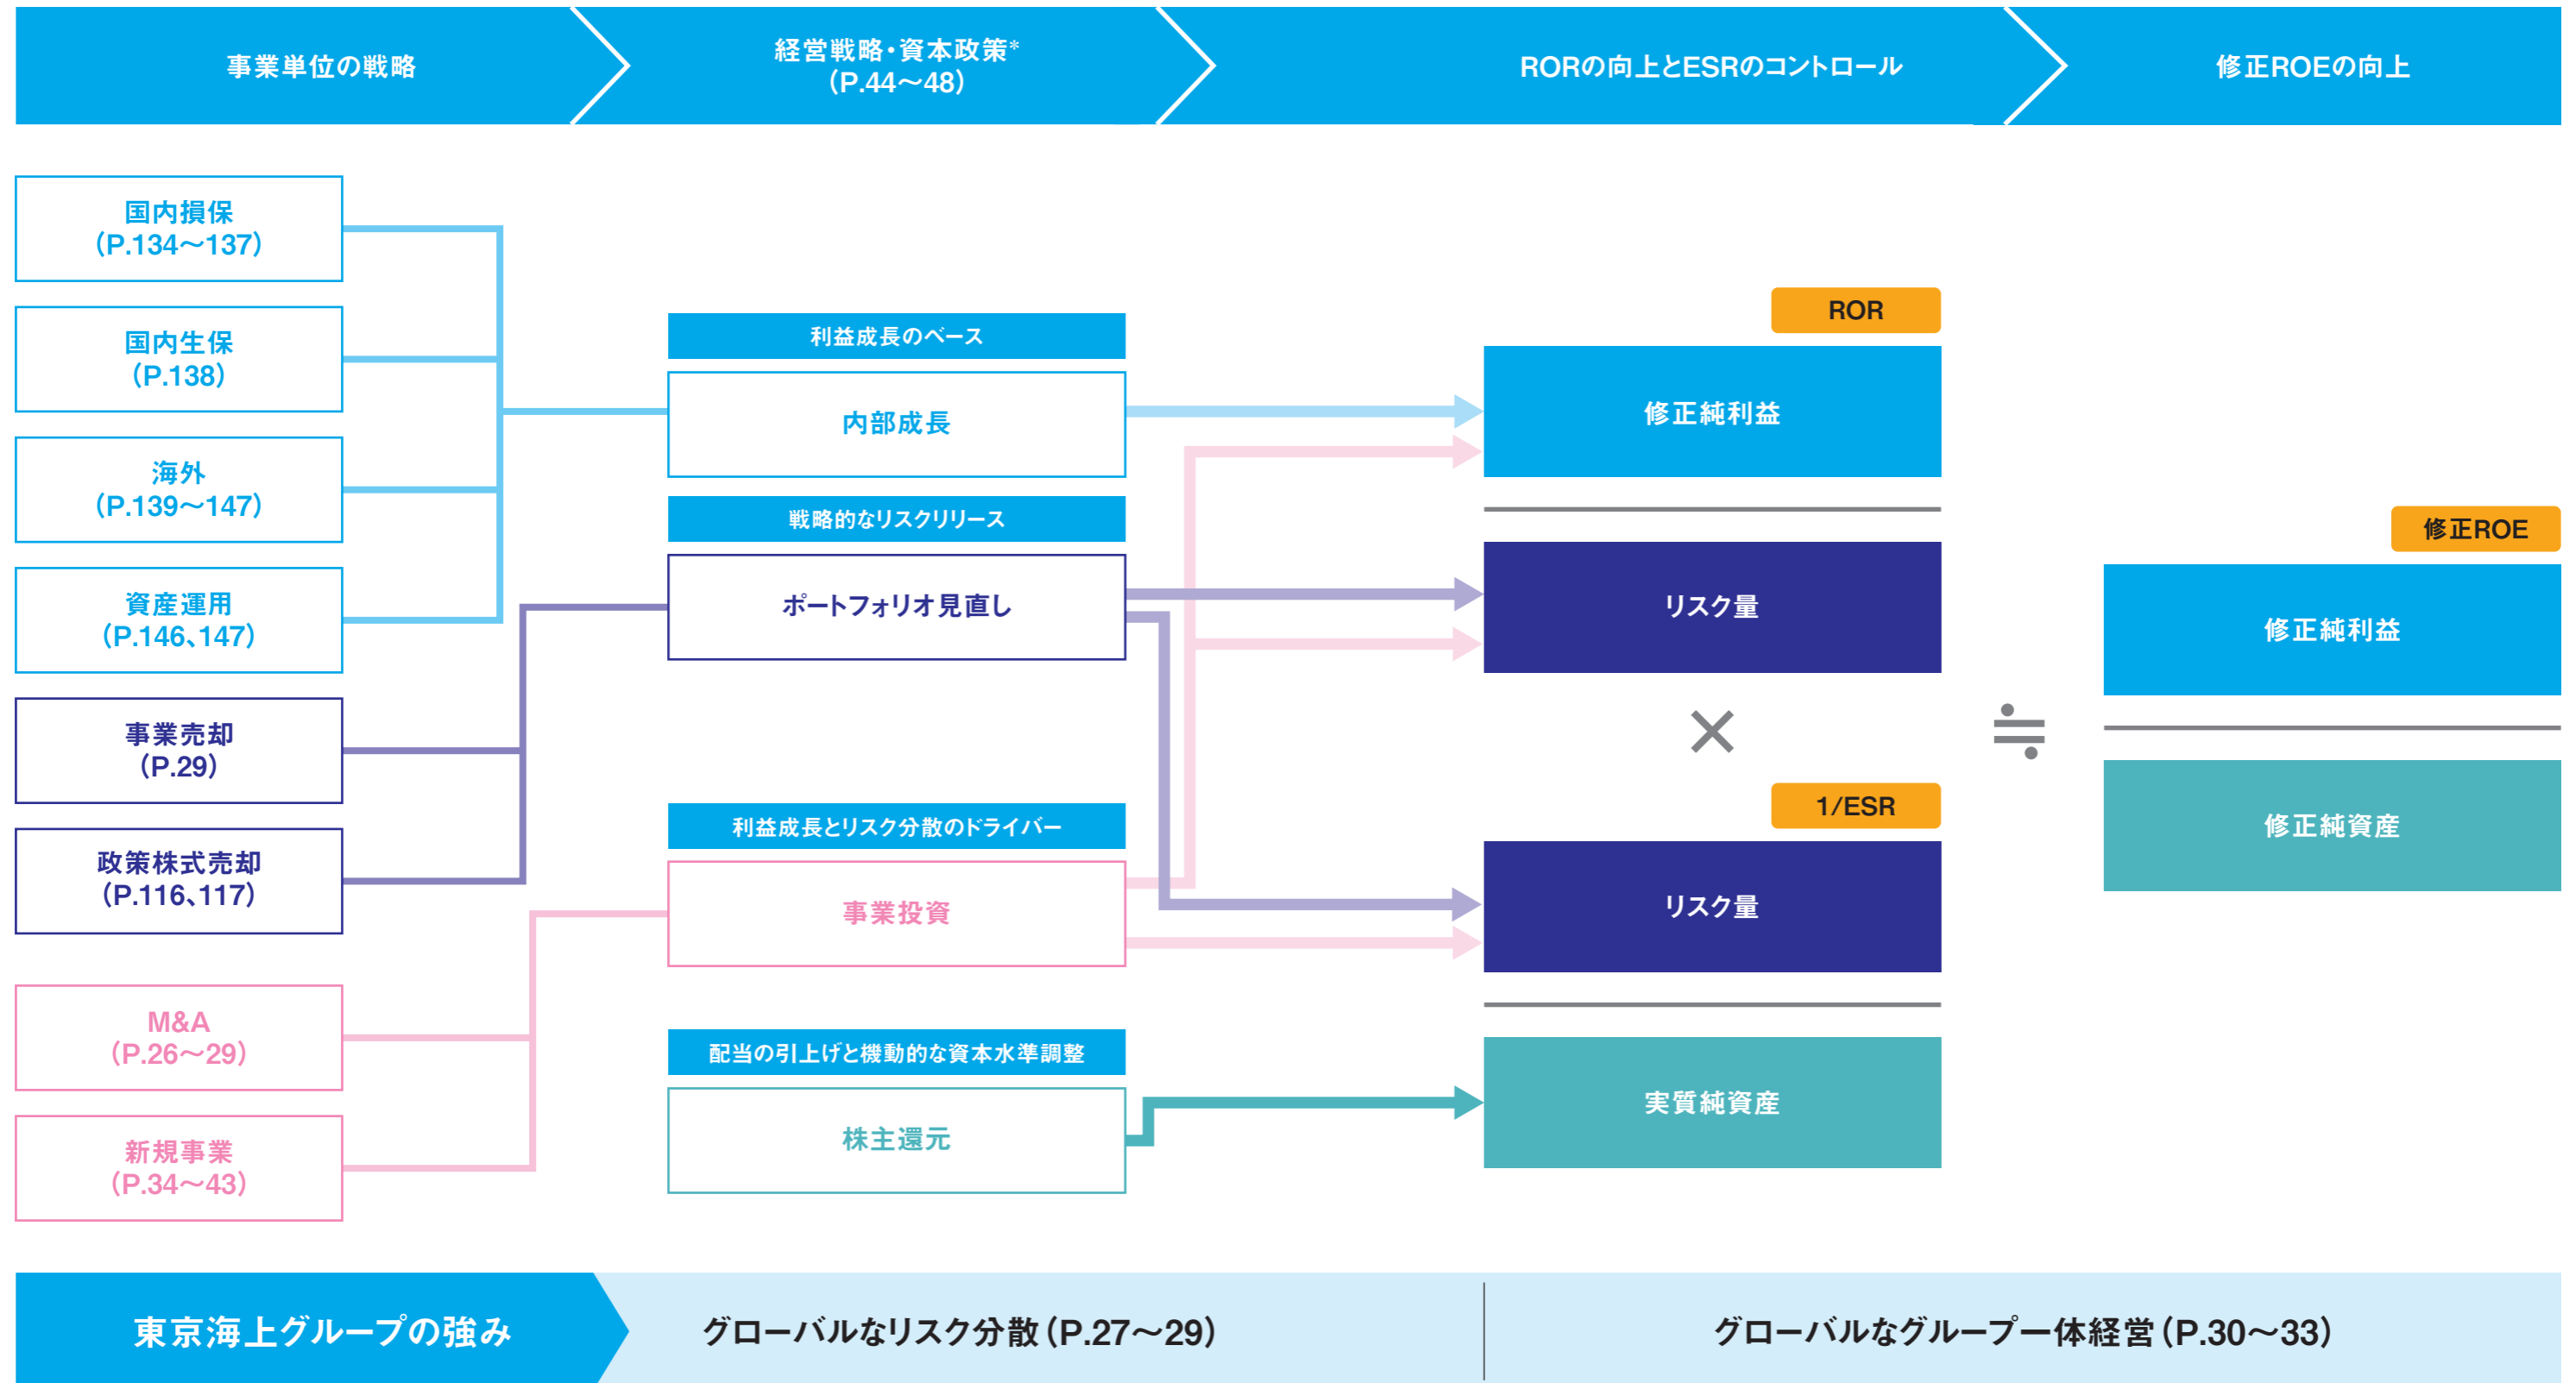 事業単位の戦略
経営戦略・資本政策*
(P.44〜48)
RORの向上とESRのコントロール
修正ROEの向上
国内損保
(P.134〜137)
国内生保
(P.138)
海外
(P.139〜147)
資産運用
(P.146、147)
事業売却
(P.29)
政策株式売却
(P.116、117)
M&A
(P.26〜29)
新規事業
(P.34〜43)
利益成長のベース
内部成長
戦略的なリスクリリース
ポートフォリオ見直し
利益成長とリスク分散のドライバー
事業投資
配当の引上げと機動的な資本水準調整
株主還元
ROR
修正純利益
リスク量
×
1/ESR
リスク量
実質純資産
≒
修正ROE
修正純利益
修正純資産
東京海上グループの強み
グローバルなリスク分散(P.27〜29)
グローバルなグループ一体経営(P.30〜33)